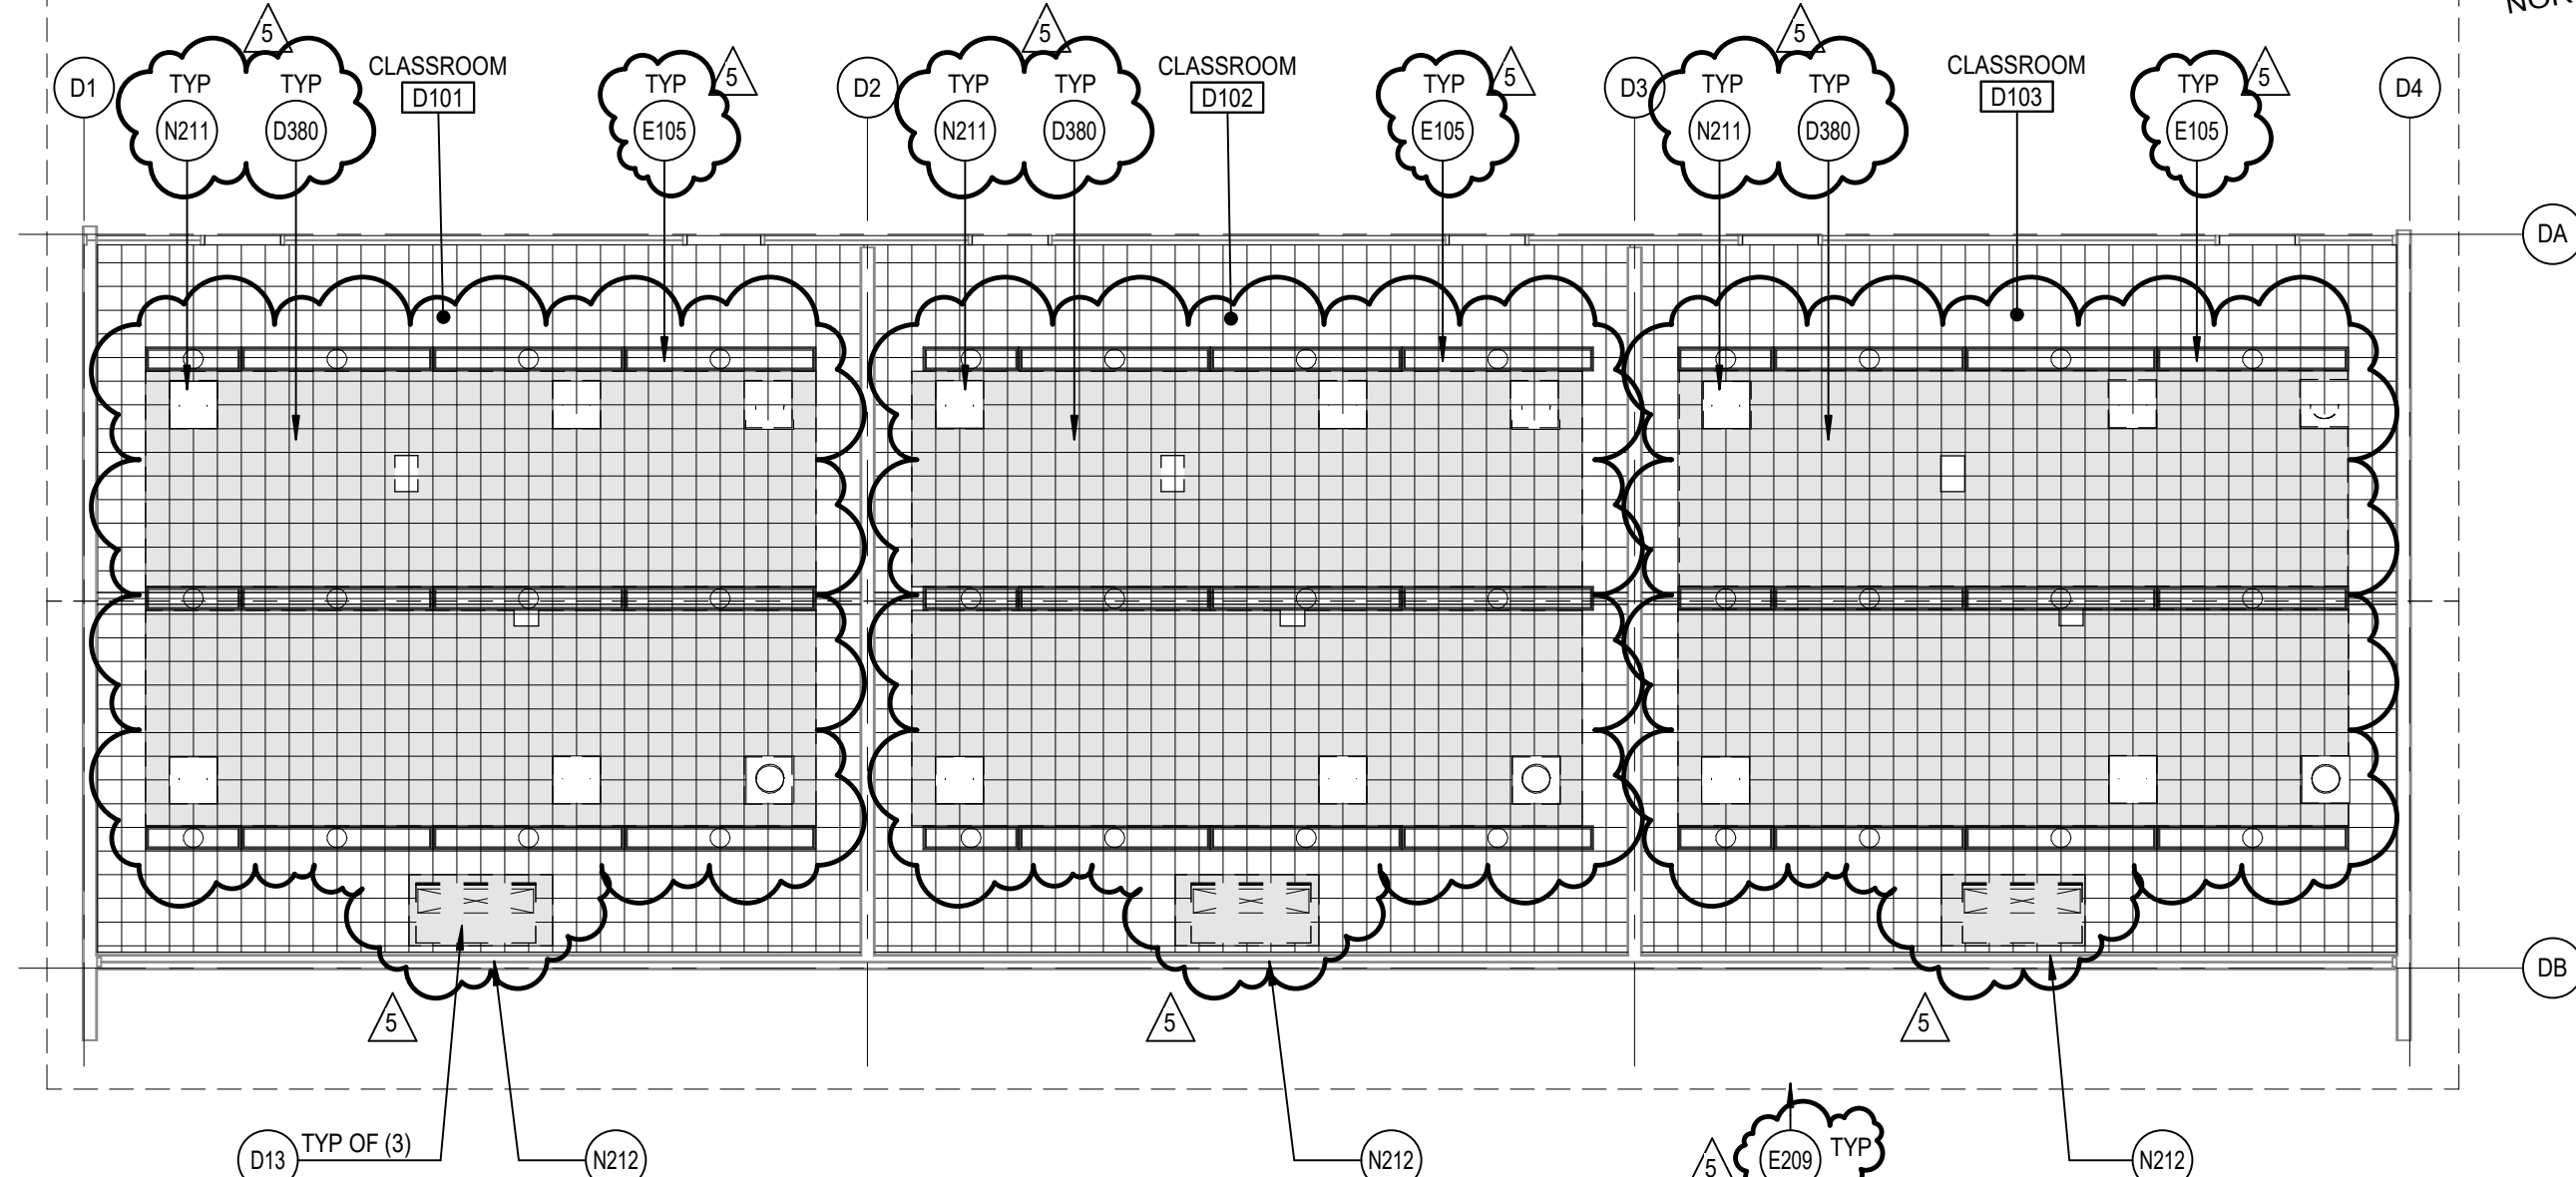 NOR
5
5
5
D1
TYP
TYP
CLASSROOM
TYP
5
D2
TYP
TYP
CLASSROOM
TYP
5
D3
TYP
TYP
CLASSROOM
TYP
5
D4
D101
D102
D103
N211
D380
E105
N211
D380
E105
N211
D380
E105
DA
DB
5
5
5
D13
TYP OF (3)
N212
N212
5
E209
TYP
N212